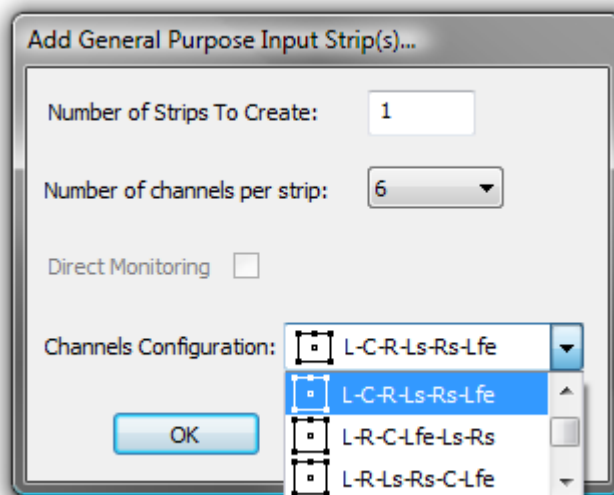 Add General Purpose Input Strip(s)...
Number of Strips To Create: 1
Number of channels per strip: 6
Direct Monitoring
Channels Configuration: L-C-R-Ls-Rs-Lfe
L-C-R-Ls-Rs-Lfe
OK L-R-C-Lfe-Ls-Rs
L-R-Ls-Rs-C-Lfe